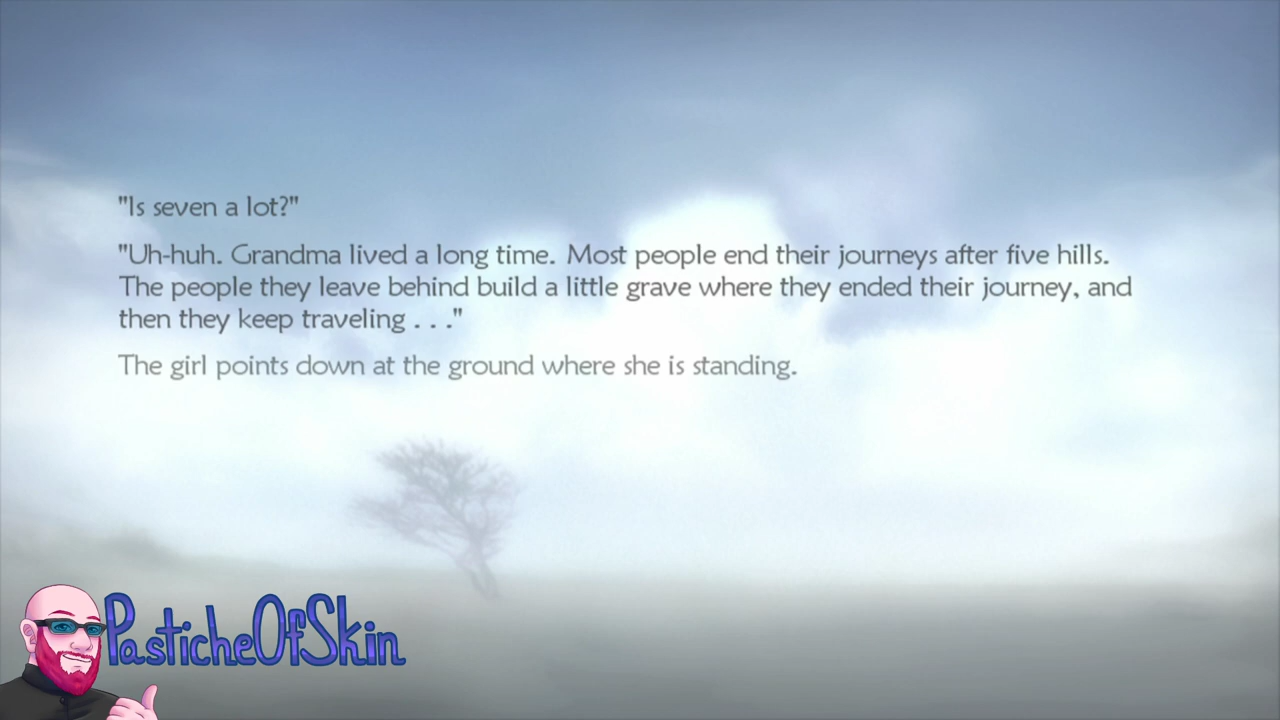 "Is seven a lot?"
"Uh-huh. Grandma lived a long time. Most people end their journeys after five hills.
The people they leave behind build a little grave where they ended their journey, and
then they keep traveling . . ."
The girl points down at the ground where she is standing.
PasticheOfSkin